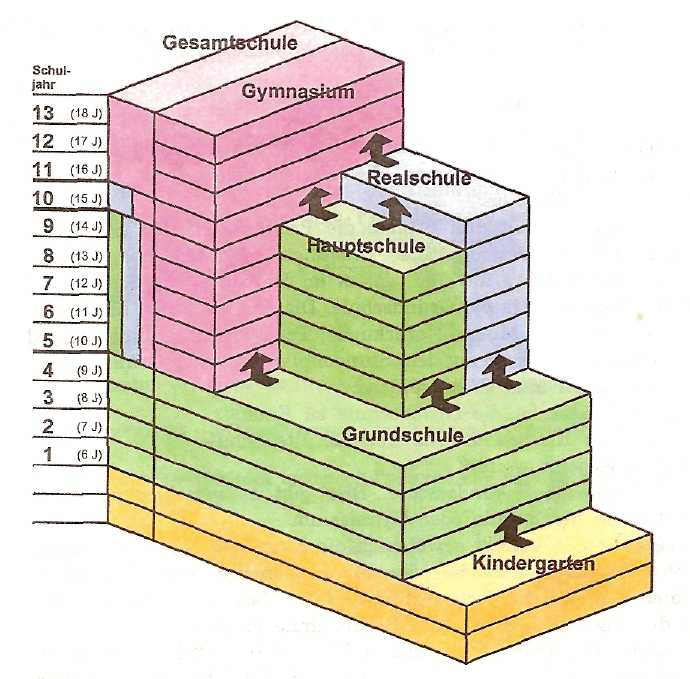 Gesamtschule
Gymnasium
Schul-
jahr
13 (18 J)
12 (17 J)
11 (16 J)
10 (15 J)
9 (14 J)
8 (13 J)
7 (12 J)
6 (11 J)
5 (10 J)
4 (9 J)
3 (8 J)
2 (7 J)
1 (6 J)
Realschule
Hauptschule
Grundschule
Kindergarten